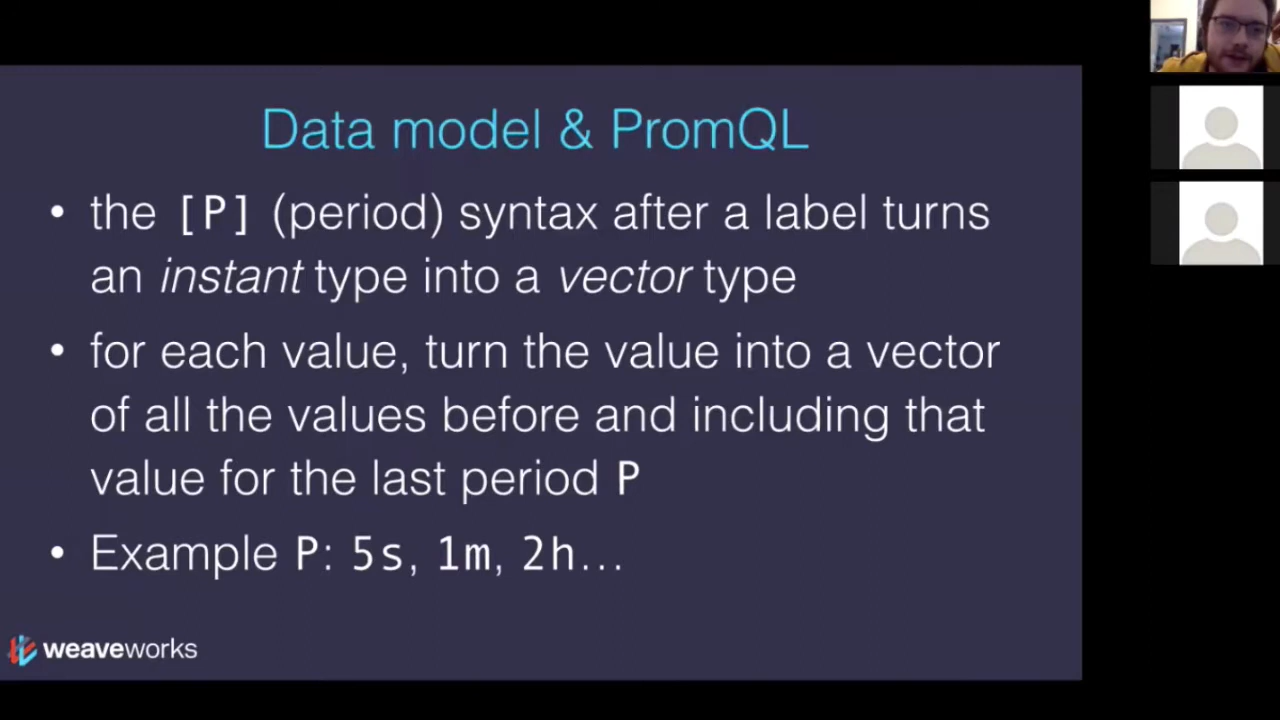 Data model & PromQL
• the [P] (period) syntax after a label turns
an instant type into a vector type
• for each value, turn the value into a vector
of all the values before and including that
value for the last period P
• Example P: 5s, 1m, 2h...
weaveworks